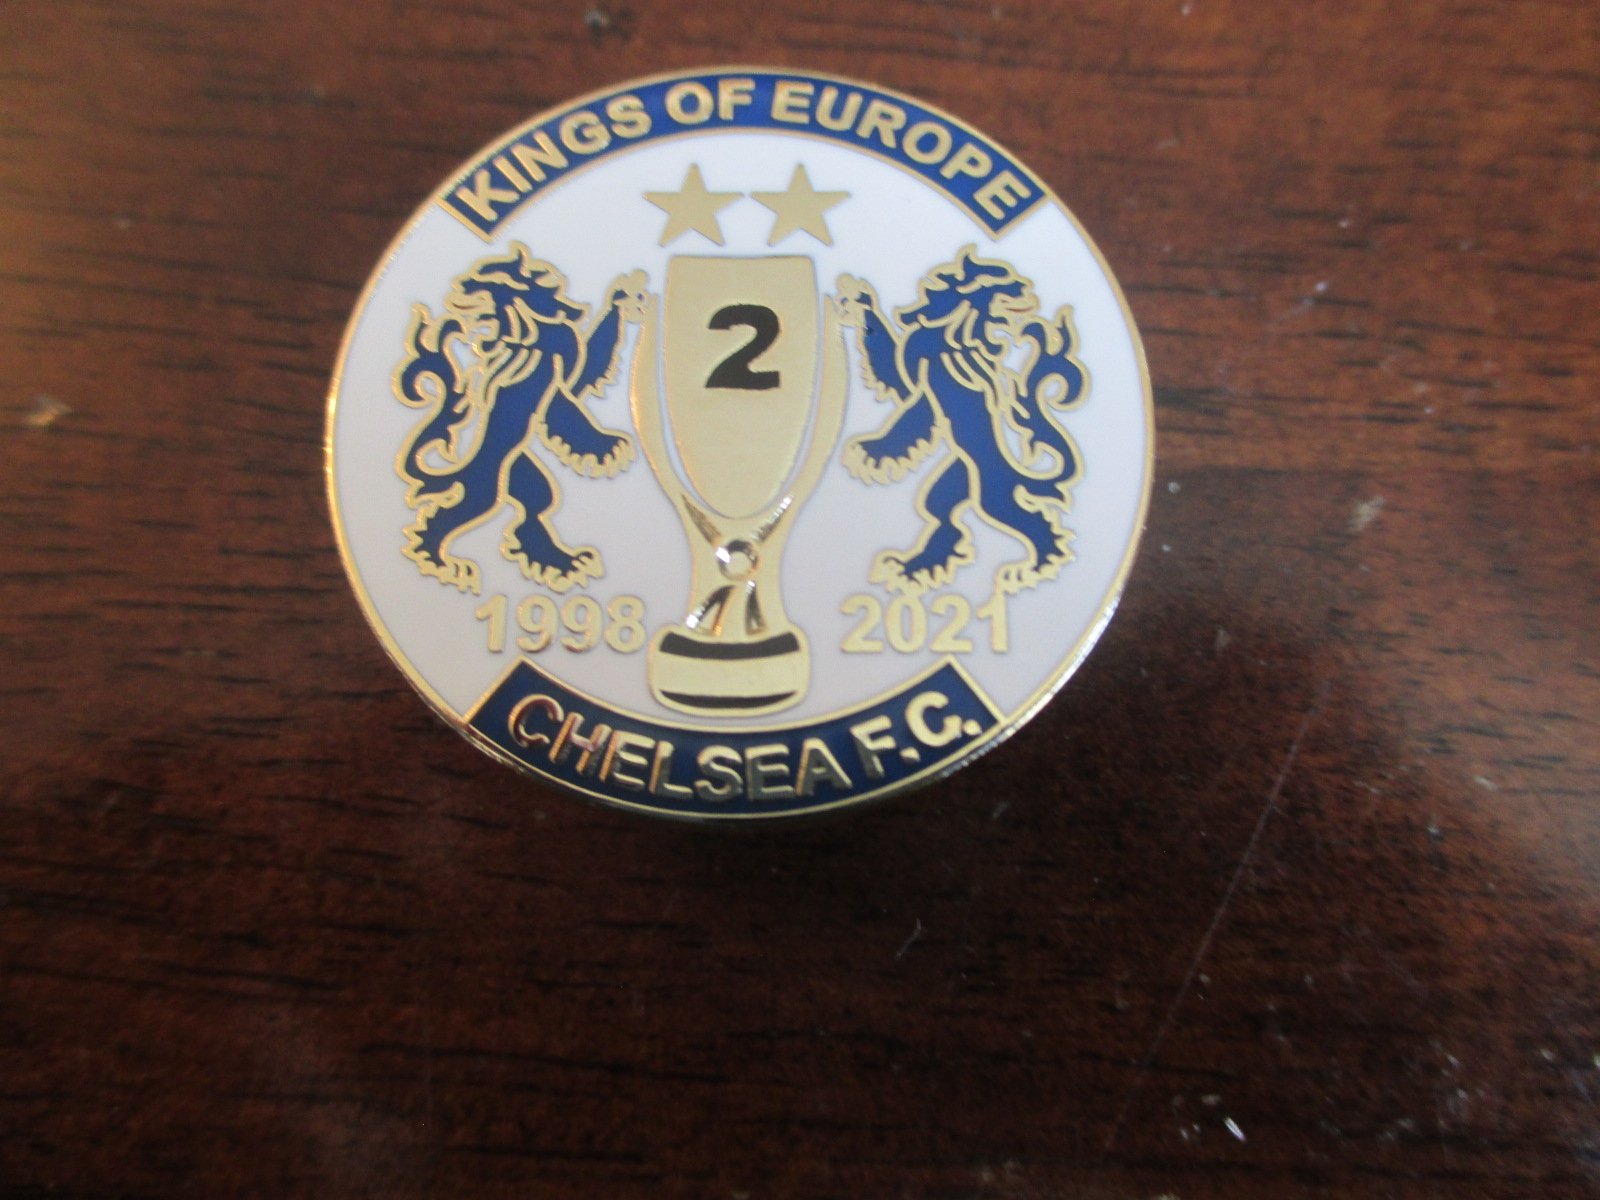 KINGS OF EUROPE
2
1998 2021
CHELSEA F.C.